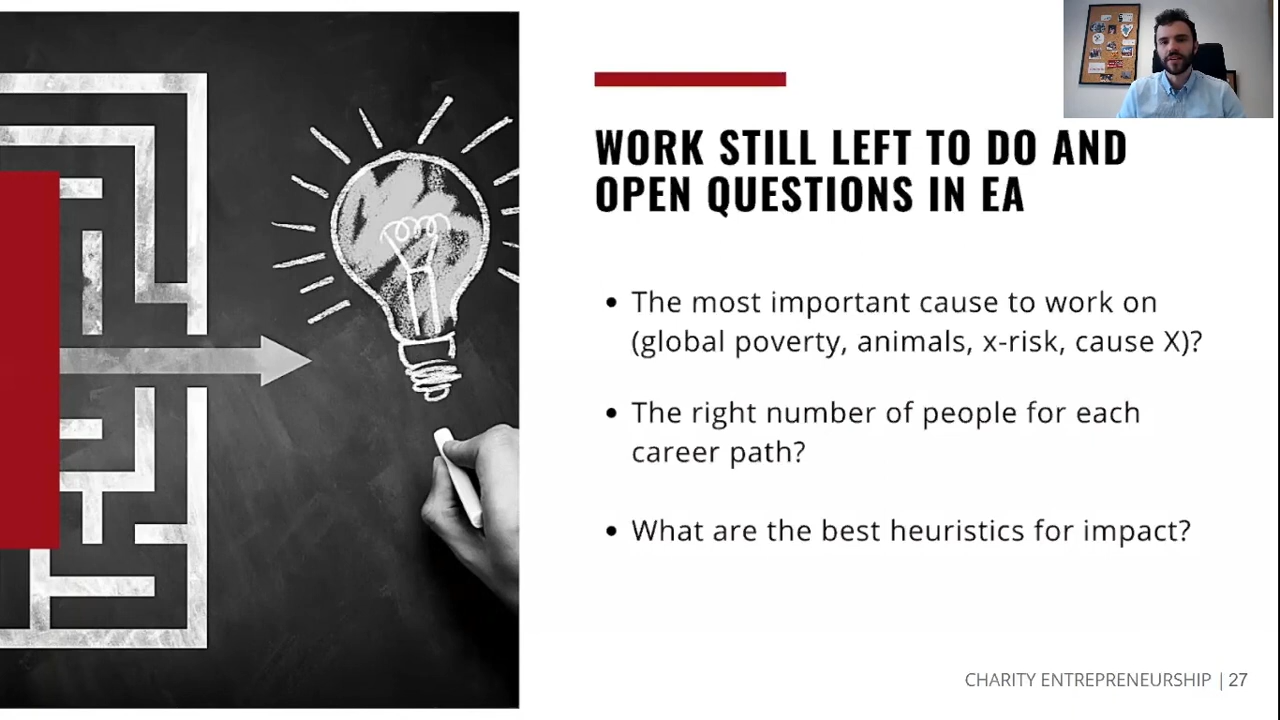 WORK STILL LEFT TO DO AND
OPEN QUESTIONS IN EA
• The most important cause to work on
(global poverty, animals, x-risk, cause X)?
• The right number of people for each
career path?
• What are the best heuristics for impact?
CHARITY ENTREPRENEURSHIP | 27